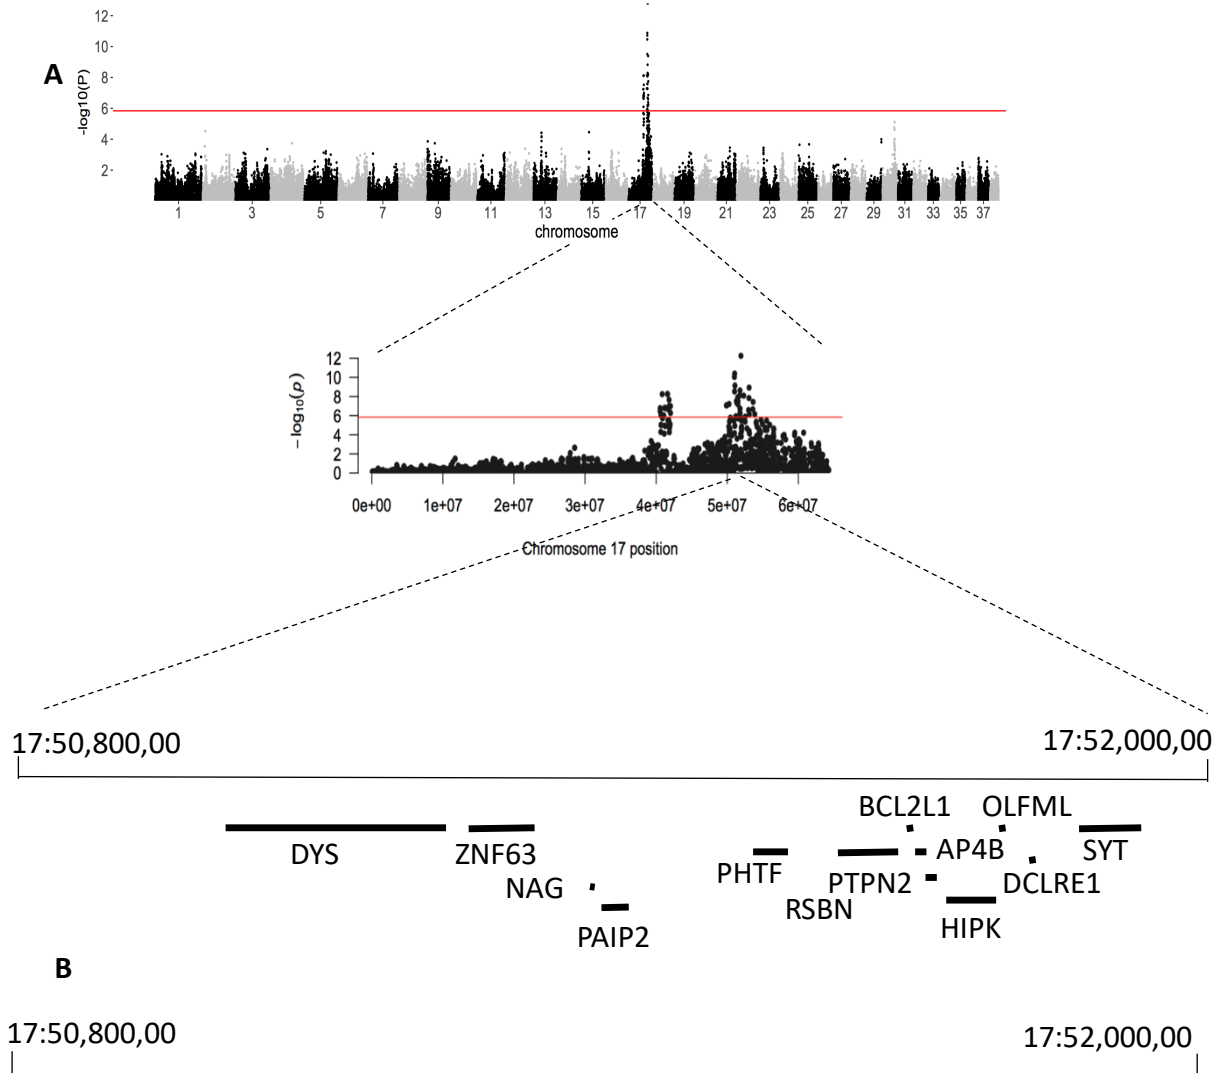 A
-log10(P)
12-
10-
8-
6-
4-
2-
1 3 5 7 9 11 13 15 17 19 21 23 25 27 29 31 33 35 37
chromosome
− log10(p)
12
10
8
6
4
2
0
0e+00 1e+07 2e+07 3e+07 4e+07 5e+07 6e+07
Chromosome 17 position
17:50,800,00 17:52,000,00
BCL2L1 OLFML
DYS ZNF63 AP4B SYT
NAG PHTF PTPN2 DCLRE1
PAIP2 RSBN HIPK
B
17:50,800,00 17:52,000,00